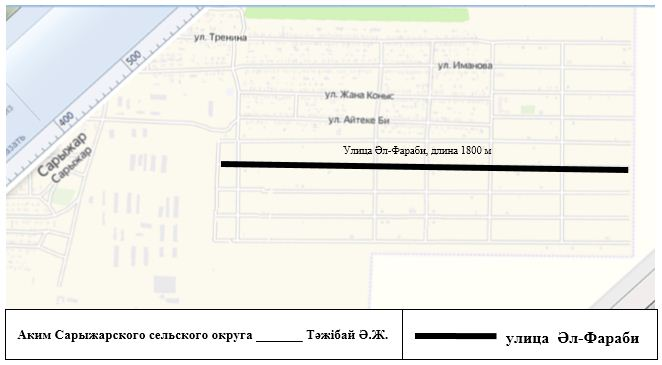 ул. Тренина
500
ул. Иманова
ул. Жана Коныс
400
ул. Айтеке Би
Улица Әл-Фараби, длина 1800 м
Сарыжар
Сарыжар
Аким Сарыжарского сельского округа _______ Тәжібай Ә.Ж.
улица Әл-Фараби